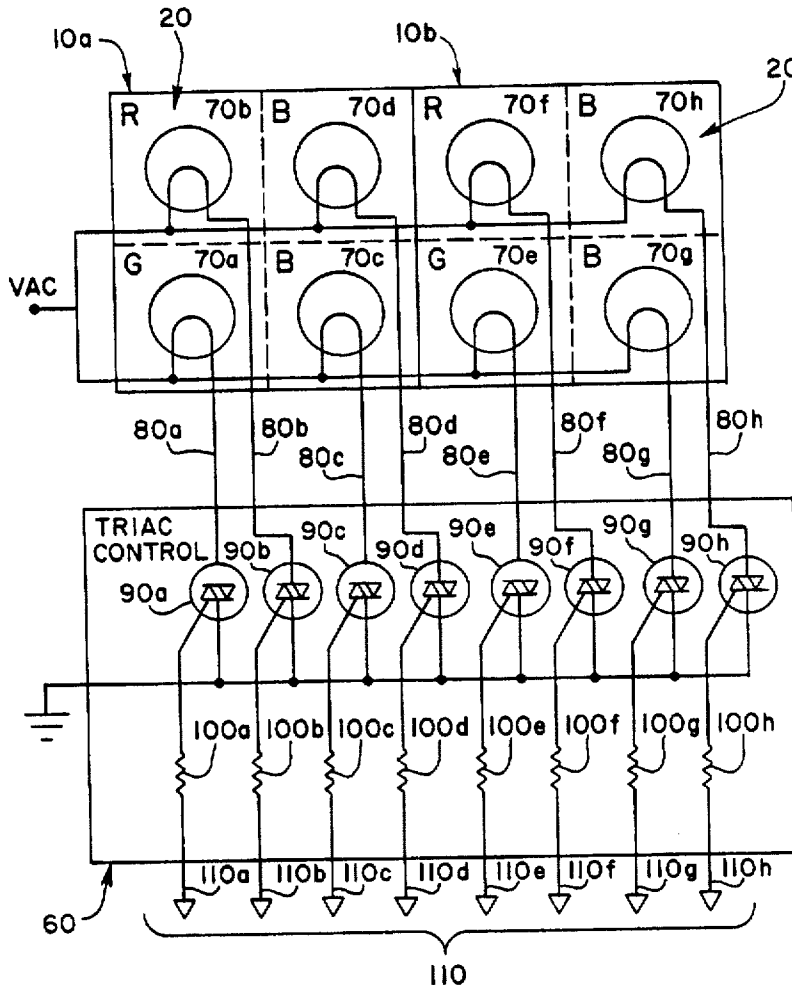 10a
20
10b
20
R 70b B 70d R 70f B 70h
G 70a B 70c G 70e B 70g
VAC
80a 80b 80c 80d 80e 80f 80g 80h
TRIAC
CONTROL
90a 90b 90c 90d 90e 90f 90g 90h
100a 100b 100c 100d 100e 100f 100g 100h
110a 110b 110c 110d 110e 110f 110g 110h
60
110